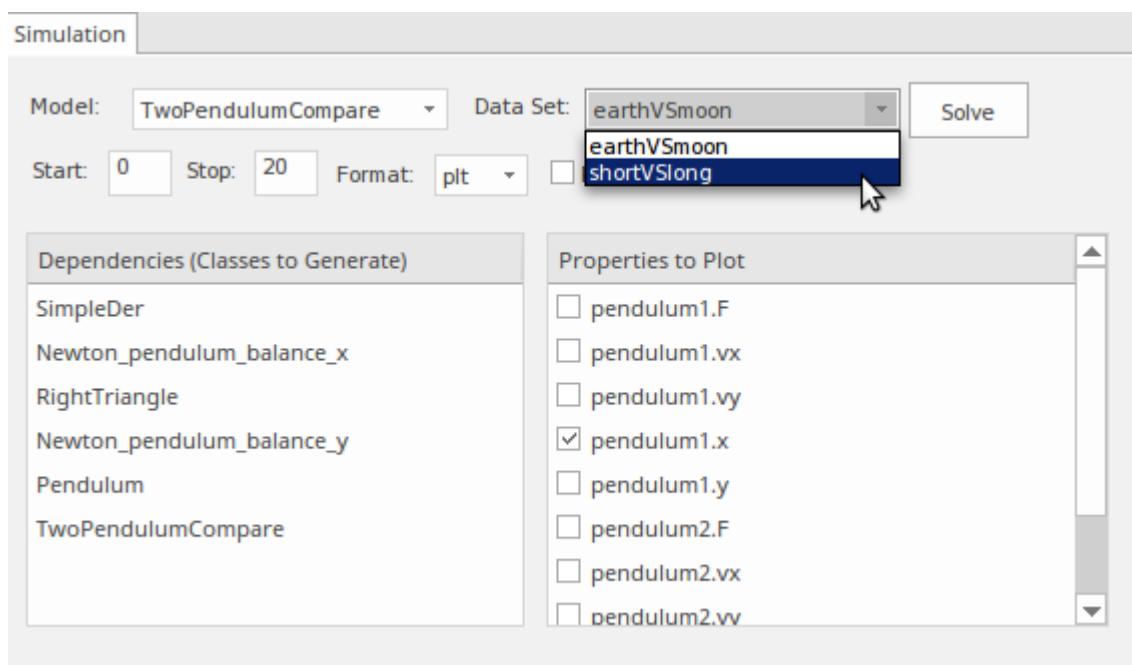 Simulation
Model: TwoPendulumCompare Data Set: earthVSmoon Solve
earthVSmoon
Start: 0 Stop: 20 Format: plt shortVSlong
Dependencies (Classes to Generate) Properties to Plot
SimpleDer pendulum1.F
Newton_pendulum_balance_x pendulum1.vx
RightTriangle pendulum1.vy
Newton_pendulum_balance_y pendulum1.x
Pendulum pendulum1.y
TwoPendulumCompare pendulum2.F
pendulum2.vx
pendulum2.vy